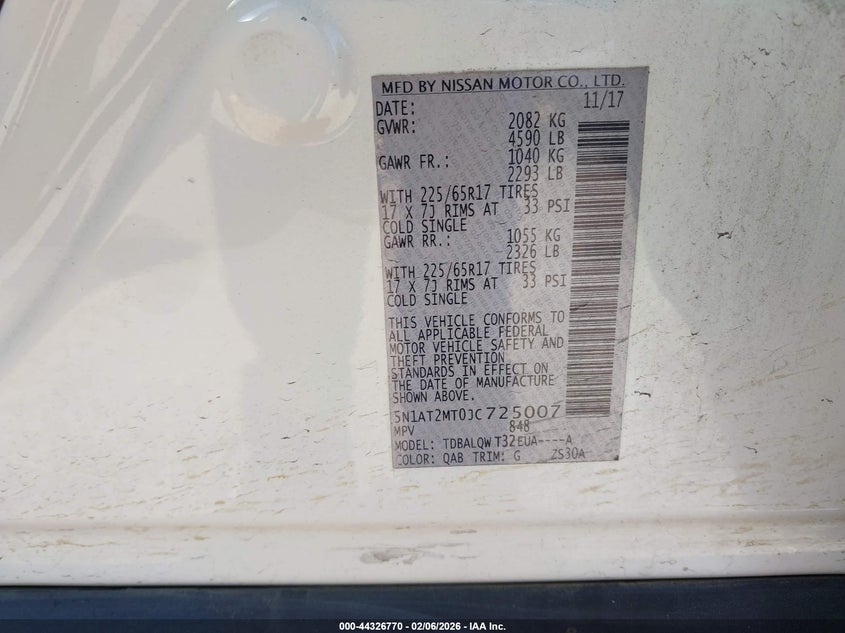 MFD BY NISSAN MOTOR CO., LTD.
DATE: 11/17
GVWR: 2082 KG
4590 LB
GAWR FR.: 1040 KG
2293 LB
WITH 225/65R17 TIRES
17 X 7J RIMS AT 33 PSI
COLD SINGLE
GAWR RR.: 1055 KG
2326 LB
WITH 225/65R17 TIRES
17 X 7J RIMS AT 33 PSI
COLD SINGLE
THIS VEHICLE CONFORMS TO
ALL APPLICABLE FEDERAL
MOTOR VEHICLE SAFETY AND
THEFT PREVENTION
STANDARDS IN EFFECT ON
THE DATE OF MANUFACTURE
SHOWN ABOVE.
5N1AT2MT0JC725007
MPV 848
MODEL: TDBALQW T32EUA----A
COLOR: QAB TRIM: G ZS30A
000-44326770 - 02/06/2026 - IAA Inc.